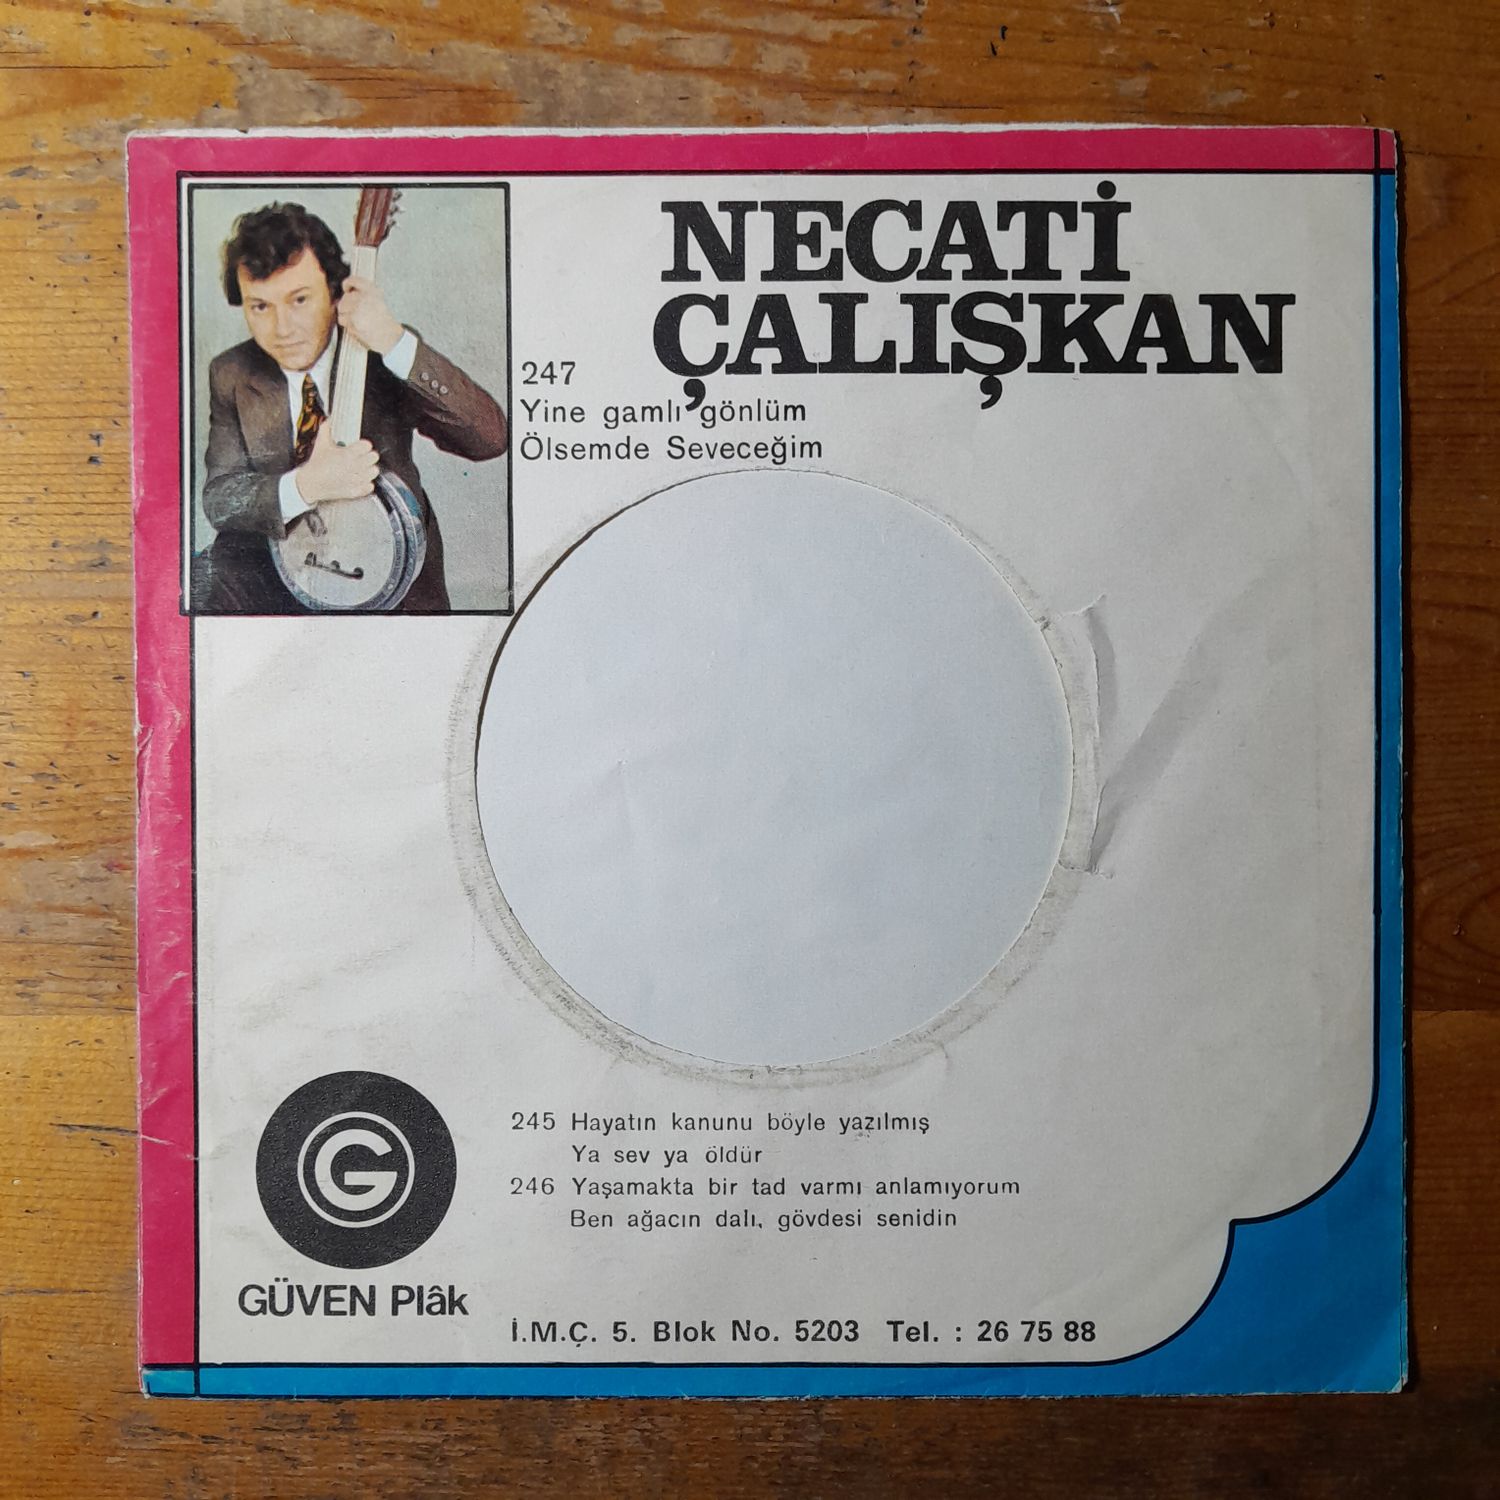 NECATİ
ÇALIŞKAN
247
Yine gamlı gönlüm
Ölsemde Seveceğim
245 Hayatın kanunu böyle yazılmış
Ya sev ya öldür
246 Yaşamakta bir tad varmı anlamıyorum
Ben ağacın dalı, gövdesi senidin
G
GÜVEN Plâk
İ.M.Ç. 5. Blok No. 5203 Tel. : 26 75 88